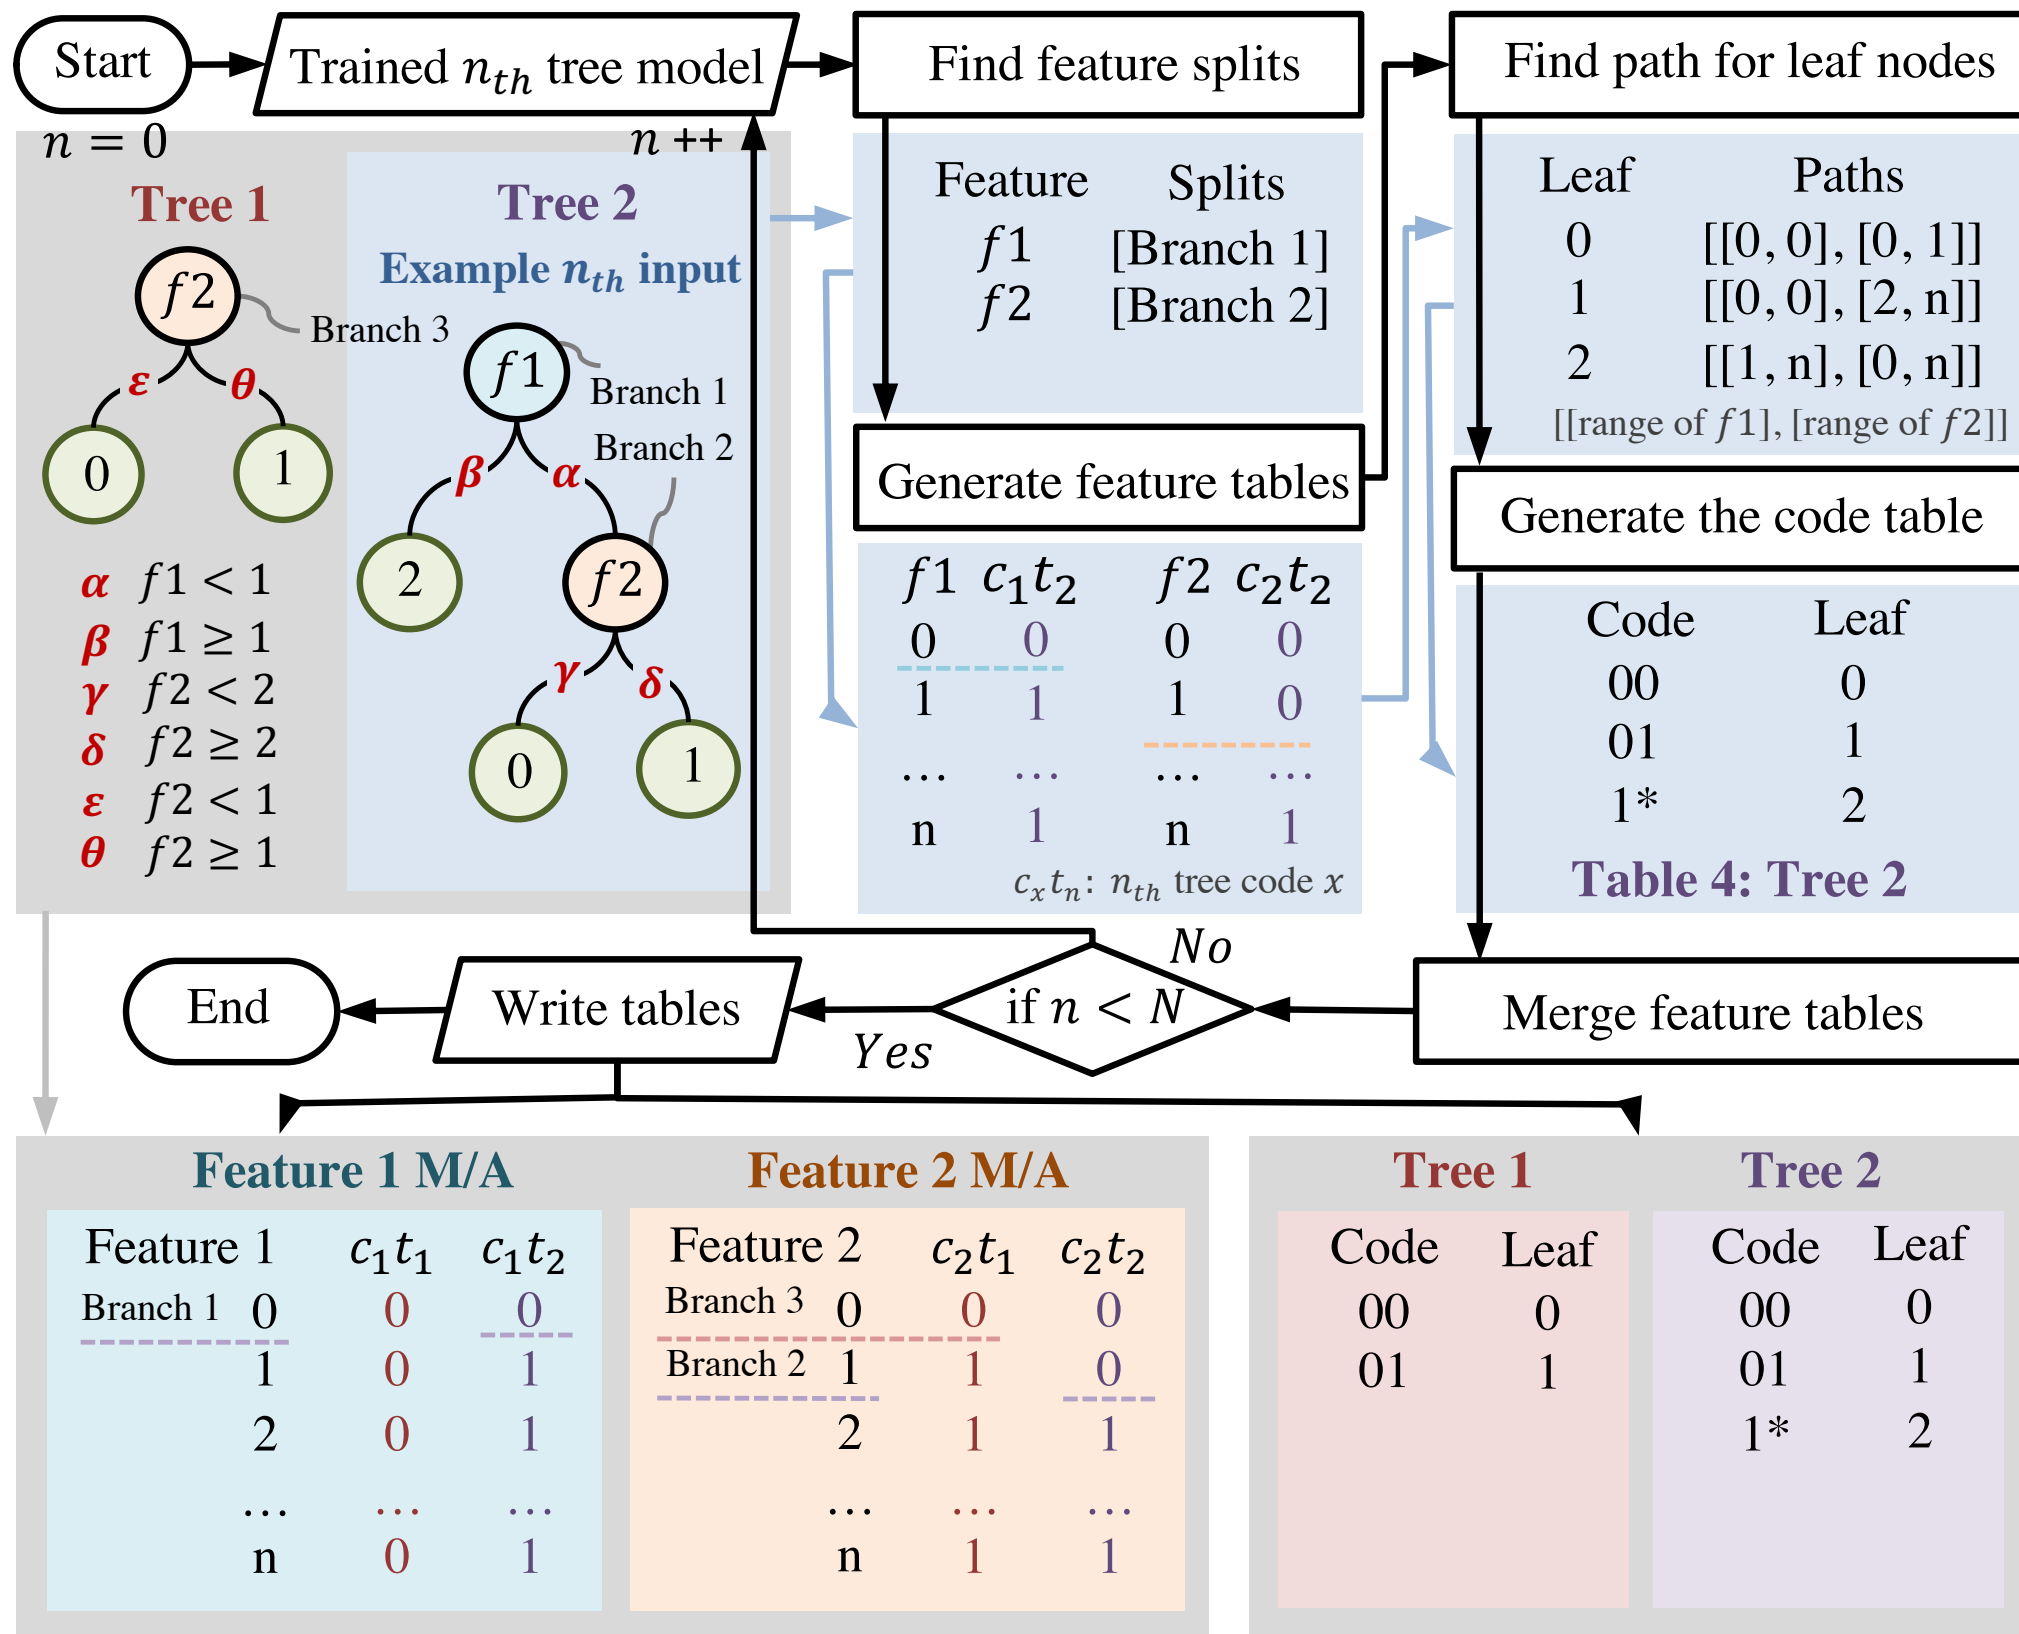 Start
Trained nth tree model
Find feature splits
Find path for leaf nodes
n = 0
n ++
Tree 1
f2
Branch 3
ε θ
0 1
α f1 < 1
β f1 ≥ 1
γ f2 < 2
δ f2 ≥ 2
ε f2 < 1
θ f2 ≥ 1
Tree 2
Example nth input
f1
Branch 1
Branch 2
β α
2 f2
γ δ
0 1
Feature Splits
f1 [Branch 1]
f2 [Branch 2]
Generate feature tables
f1 c1t2 f2 c2t2
0 0 0 0
1 1 1 0
... ... ... ...
n 1 n 1
cxtn: nth tree code x
Leaf Paths
0 [[0, 0], [0, 1]]
1 [[0, 0], [2, n]]
2 [[1, n], [0, n]]
[[range of f1], [range of f2]]
Generate the code table
Code Leaf
00 0
01 1
1* 2
Table 4: Tree 2
End
Write tables
Yes
if n < N
No
Merge feature tables
Feature 1 M/A
Feature 1 c1t1 c1t2
Branch 1 0 0 0
1 0 1
2 0 1
... ... ...
n 0 1
Feature 2 M/A
Feature 2 c2t1 c2t2
Branch 3 0 0 0
Branch 2 1 1 0
2 1 1
... ... ...
n 1 1
Tree 1
Code Leaf
00 0
01 1
Tree 2
Code Leaf
00 0
01 1
1* 2